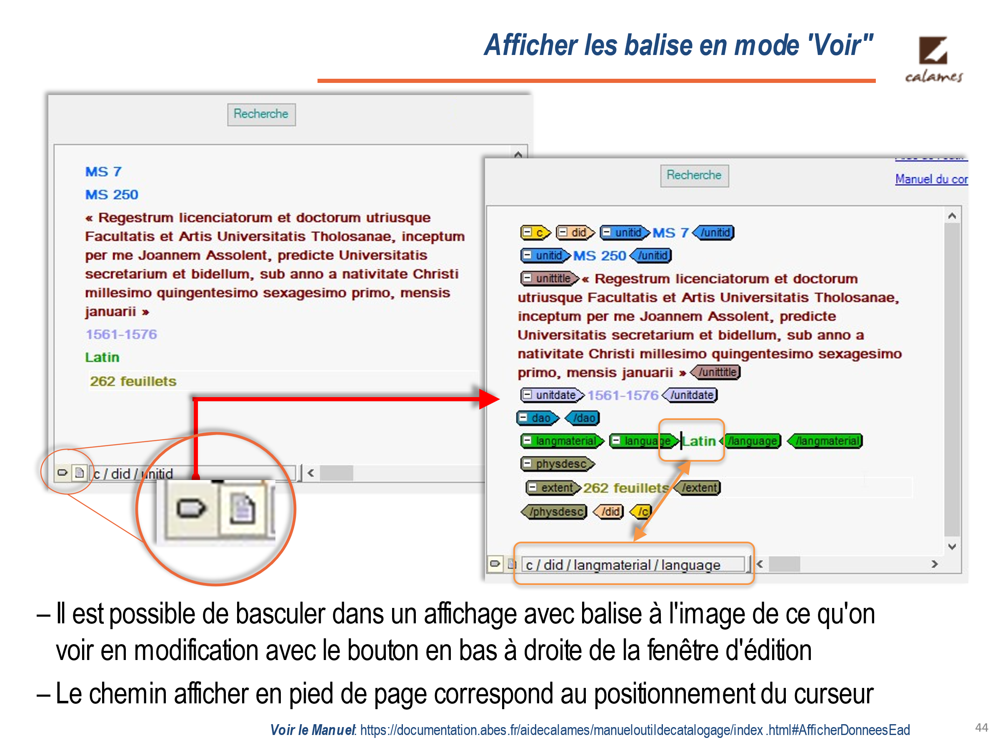 Afficher les balise en mode 'Voir"
calames
Recherche
MS 7
MS 250
« Regestrum licenciatorum et doctorum utriusque
Facultatis et Artis Universitatis Tholosanae, inceptum
per me Joannem Assolent, predicte Universitatis
secretarium et bidellum, sub anno a nativitate Christi
millesimo quingentesimo sexagesimo primo, mensis
januarii »
1561-1576
Latin
262 feuillets
c / did / unitid
Recherche
Manuel du cor
c did unitid MS 7 /unitid
unitid MS 250 /unitid
unittitle « Regestrum licenciatorum et doctorum
utriusque Facultatis et Artis Universitatis Tholosanae,
inceptum per me Joannem Assolent, predicte
Universitatis secretarium et bidellum, sub anno a
nativitate Christi millesimo quingentesimo sexagesimo
primo, mensis januarii » /unittitle
unitdate 1561-1576 /unitdate
dao /dao
langmaterial language Latin /language /langmaterial
physdesc
extent 262 feuillets /extent
/physdesc /did /c
c / did / langmaterial / language
– Il est possible de basculer dans un affichage avec balise à l'image de ce qu'on
voir en modification avec le bouton en bas à droite de la fenêtre d'édition
– Le chemin afficher en pied de page correspond au positionnement du curseur
Voir le Manuel: https://documentation.abes.fr/aidecalames/manueloutildecatalogage/index.html#AfficherDonneesEad
44